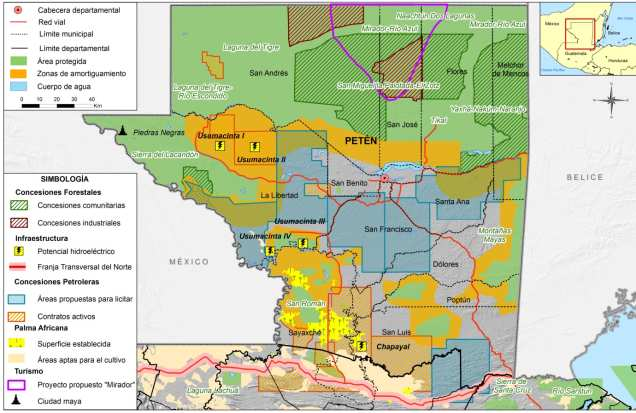 Cabecera departamental
Red vial
Límite municipal
Límite departamental
Área protegida
Zonas de amortiguamiento
Cuerpo de agua
0 10 20 40
Km
SIMBOLOGÍA
Concesiones Forestales
Concesiones comunitarias
Concesiones industriales
Infraestructura
Potencial hidroeléctrico
Franja Transversal del Norte
Concesiones Petroleras
Áreas propuestas para licitar
Contratos activos
Palma Africana
Superficie establecida
Áreas aptas para el cultivo
Turismo
Proyecto propuesto "Mirador"
Ciudad maya
Naachtún Dos Lagunas
Mirador-Río Azul
Mirador-Río Azul
Laguna del Tigre
San Andrés
Flores
Melchor
de Mencos
Laguna del Tigre-
Río Escondido
San Miguel la Palotada-El Zotz
Yaxhá-Nakúm-Naranjo
San José
Tikal
Piedras Negras
Usumacinta I
PETÉN
Sierra del Lacandón
Usumacinta II
San Benito
La Libertad
Santa Ana
Usumacinta III
San Francisco
Usumacinta IV
Montañas
Mayas
Dólores
Poptún
San Román
Sayaxché
San Luis
Chapayal
Laguna Lachua
Sierra de
Santa Cruz
Río Sarstún
MÉXICO
BELICE
México
Belice
Guatemala
Honduras